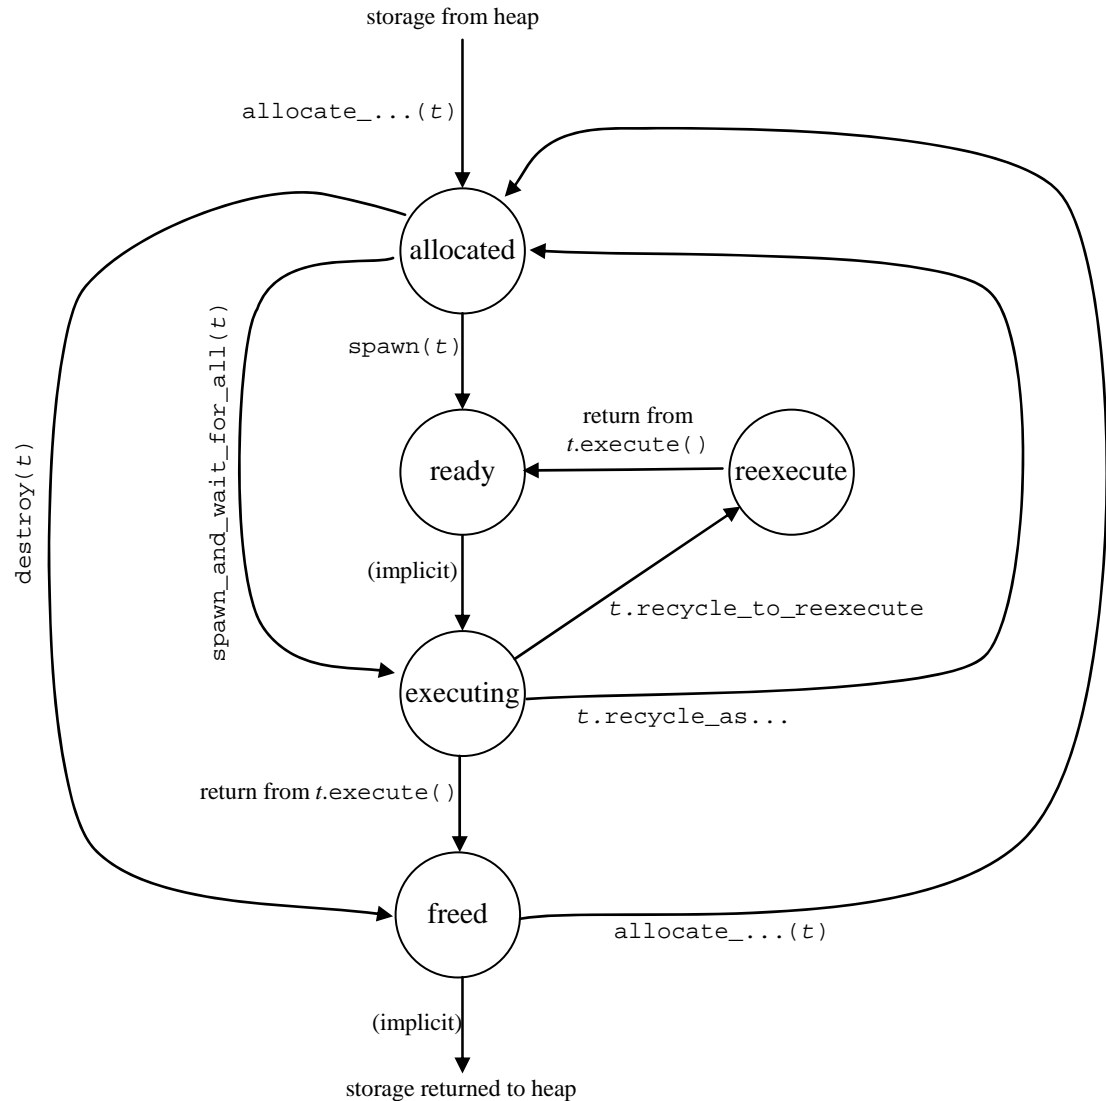 storage from heap
allocate_...(t)
allocated
spawn_and_wait_for_all(t)
spawn(t)
destroy(t)
return from
t.execute()
ready
reexecute
(implicit)
t.recycle_to_reexecute
executing
t.recycle_as...
return from t.execute()
freed
allocate_...(t)
(implicit)
storage returned to heap